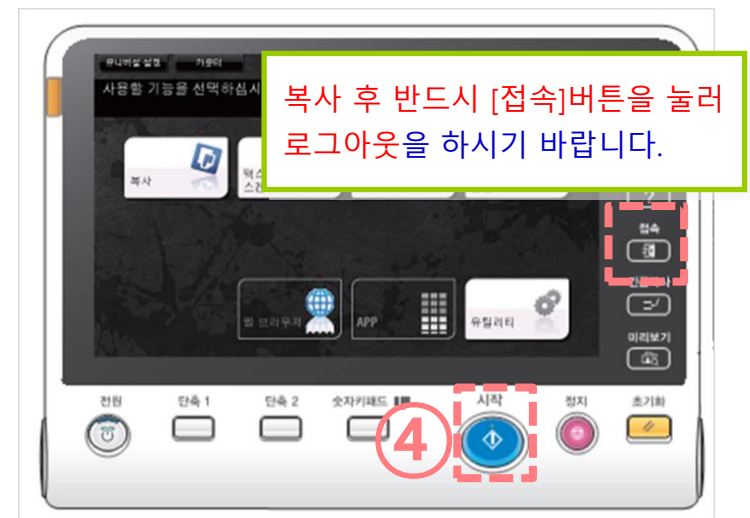 유니버설 설정 카운터
사용할 기능을 선택하십시
복사 후 반드시 [접속]버튼을 눌러
로그아웃을 하시기 바랍니다.
복사
팩스
스캔
?
접속
미리보기
웹 브라우저
APP
유틸리티
전원
단축 1
단축 2
숫자키패드
④
시작
정지
초기화